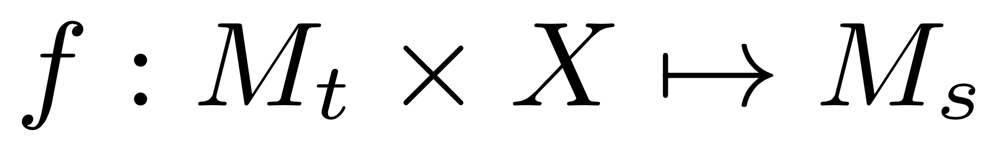 f : M_t × X ↦ M_s